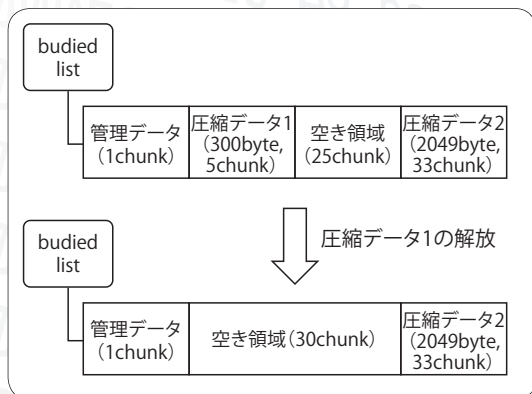 budied
list
管理データ
(1chunk)
圧縮データ1
(300byte,
5chunk)
空き領域
(25chunk)
圧縮データ2
(2049byte,
33chunk)
圧縮データ1の解放
budied
list
管理データ
(1chunk)
空き領域(30chunk)
圧縮データ2
(2049byte,
33chunk)